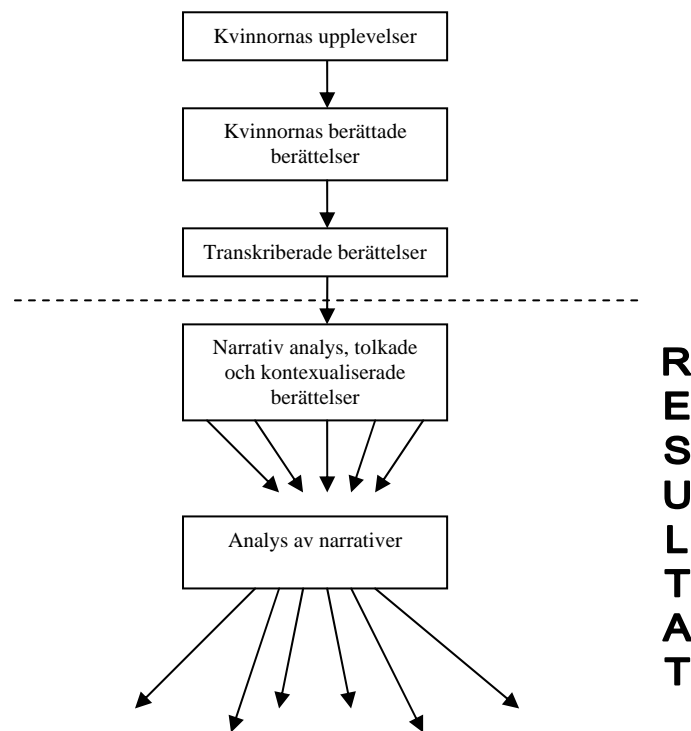 Kvinnornas upplevelser
Kvinnornas berättade
berättelser
Transkriberade berättelser
Narrativ analys, tolkade
och kontexualiserade
berättelser
Analys av narrativer
R
E
S
U
L
T
A
T